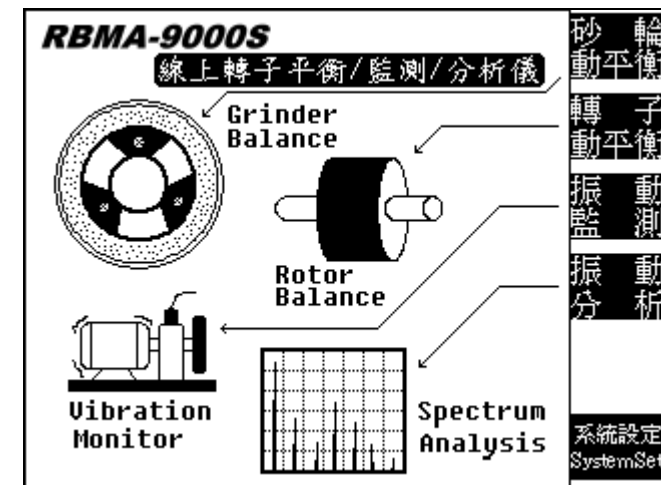 RBMA-9000S
線上轉子平衡/監測/分析儀
Grinder
Balance
Rotor
Balance
Vibration
Monitor
Spectrum
Analysis
砂 輪
動平衡
轉 子
動平衡
振 動
監 測
振 動
分 析
系統設定
SystemSet